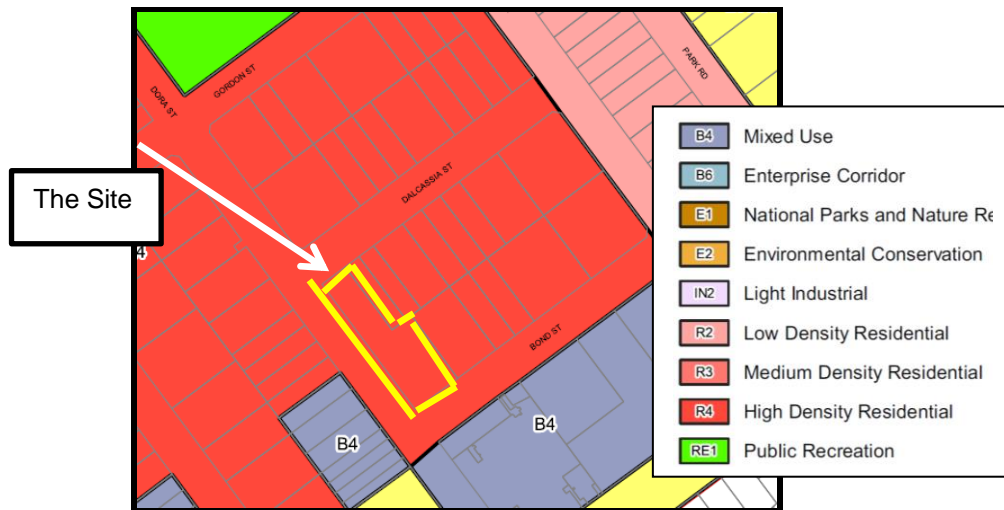 DORA ST
GORDON ST
PARK RD
The Site
DALCASSIA ST
4
BOND ST
B4
B4
B4 Mixed Use
B6 Enterprise Corridor
E1 National Parks and Nature Re
E2 Environmental Conservation
IN2 Light Industrial
R2 Low Density Residential
R3 Medium Density Residential
R4 High Density Residential
RE1 Public Recreation